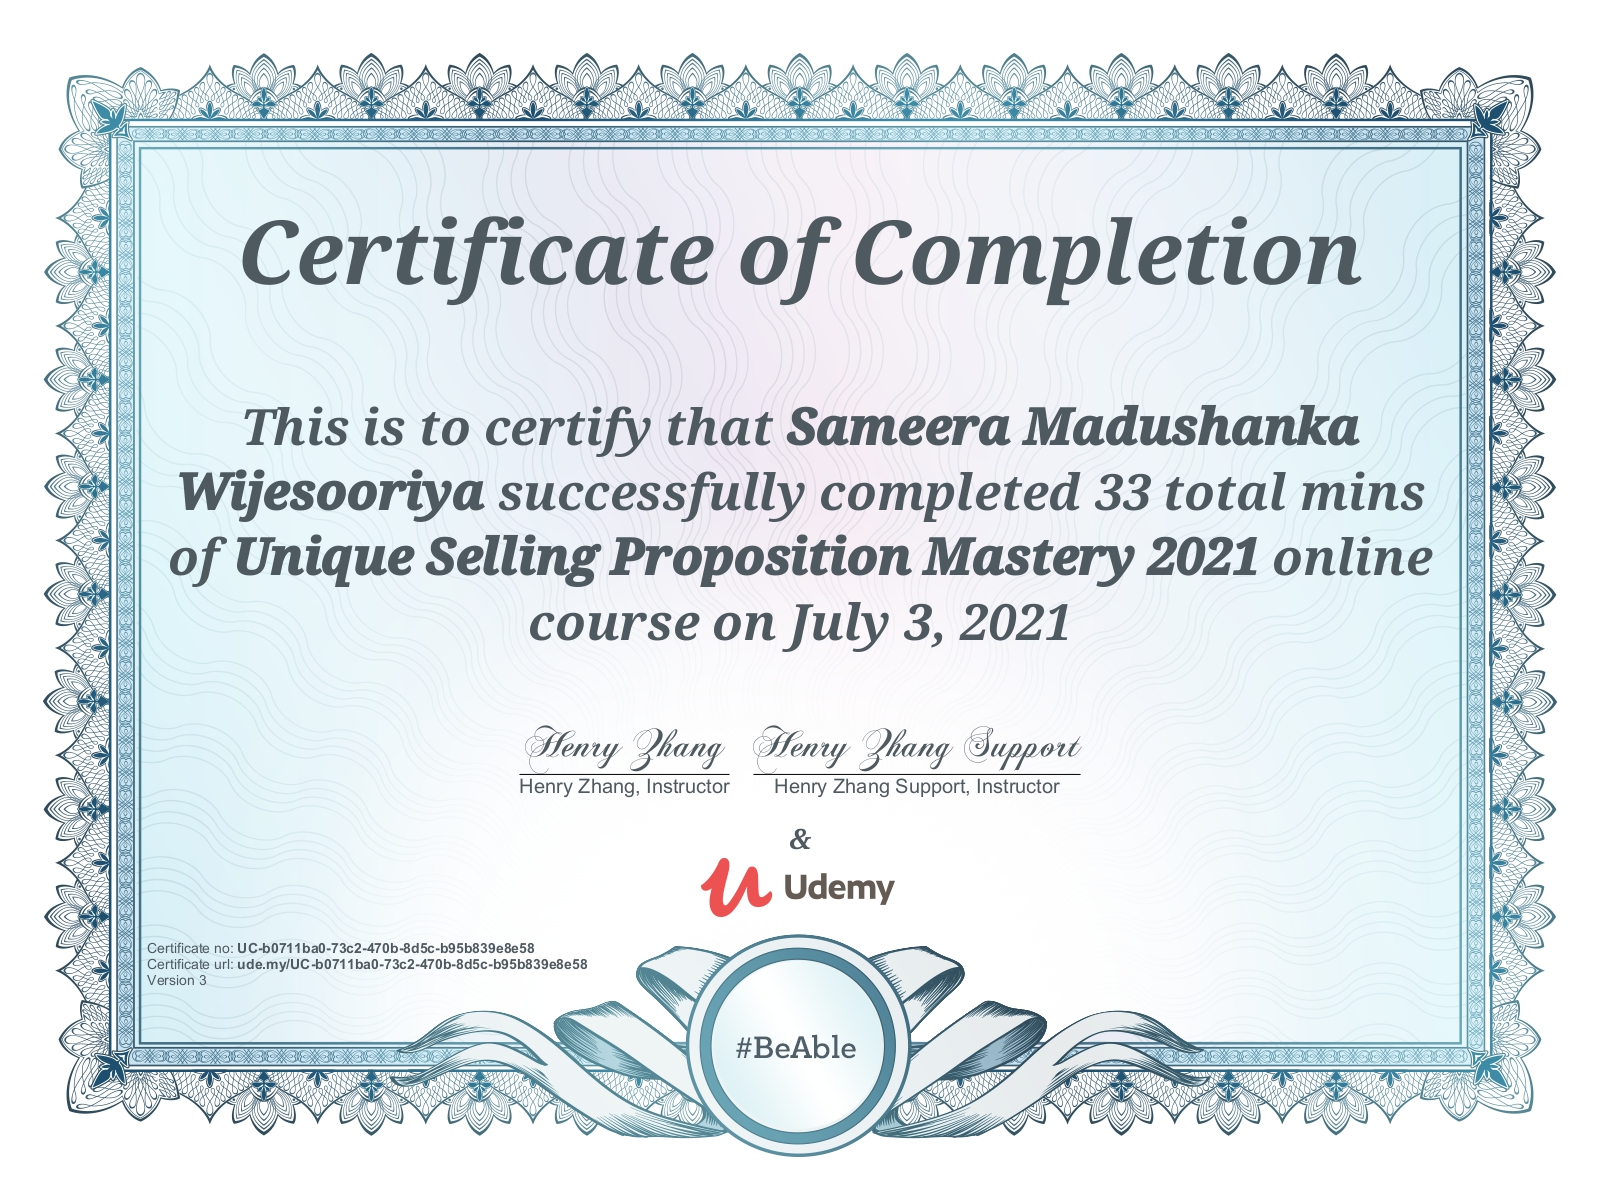 Certificate of Completion
This is to certify that Sameera Madushanka
Wijesooriya successfully completed 33 total mins
of Unique Selling Proposition Mastery 2021 online
course on July 3, 2021
Henry Zhang Henry Zhang Support
Henry Zhang, Instructor Henry Zhang Support, Instructor
&
Udemy
Certificate no: UC-b0711ba0-73c2-470b-8d5c-b95b839e8e58
Certificate url: ude.my/UC-b0711ba0-73c2-470b-8d5c-b95b839e8e58
Version 3
#BeAble